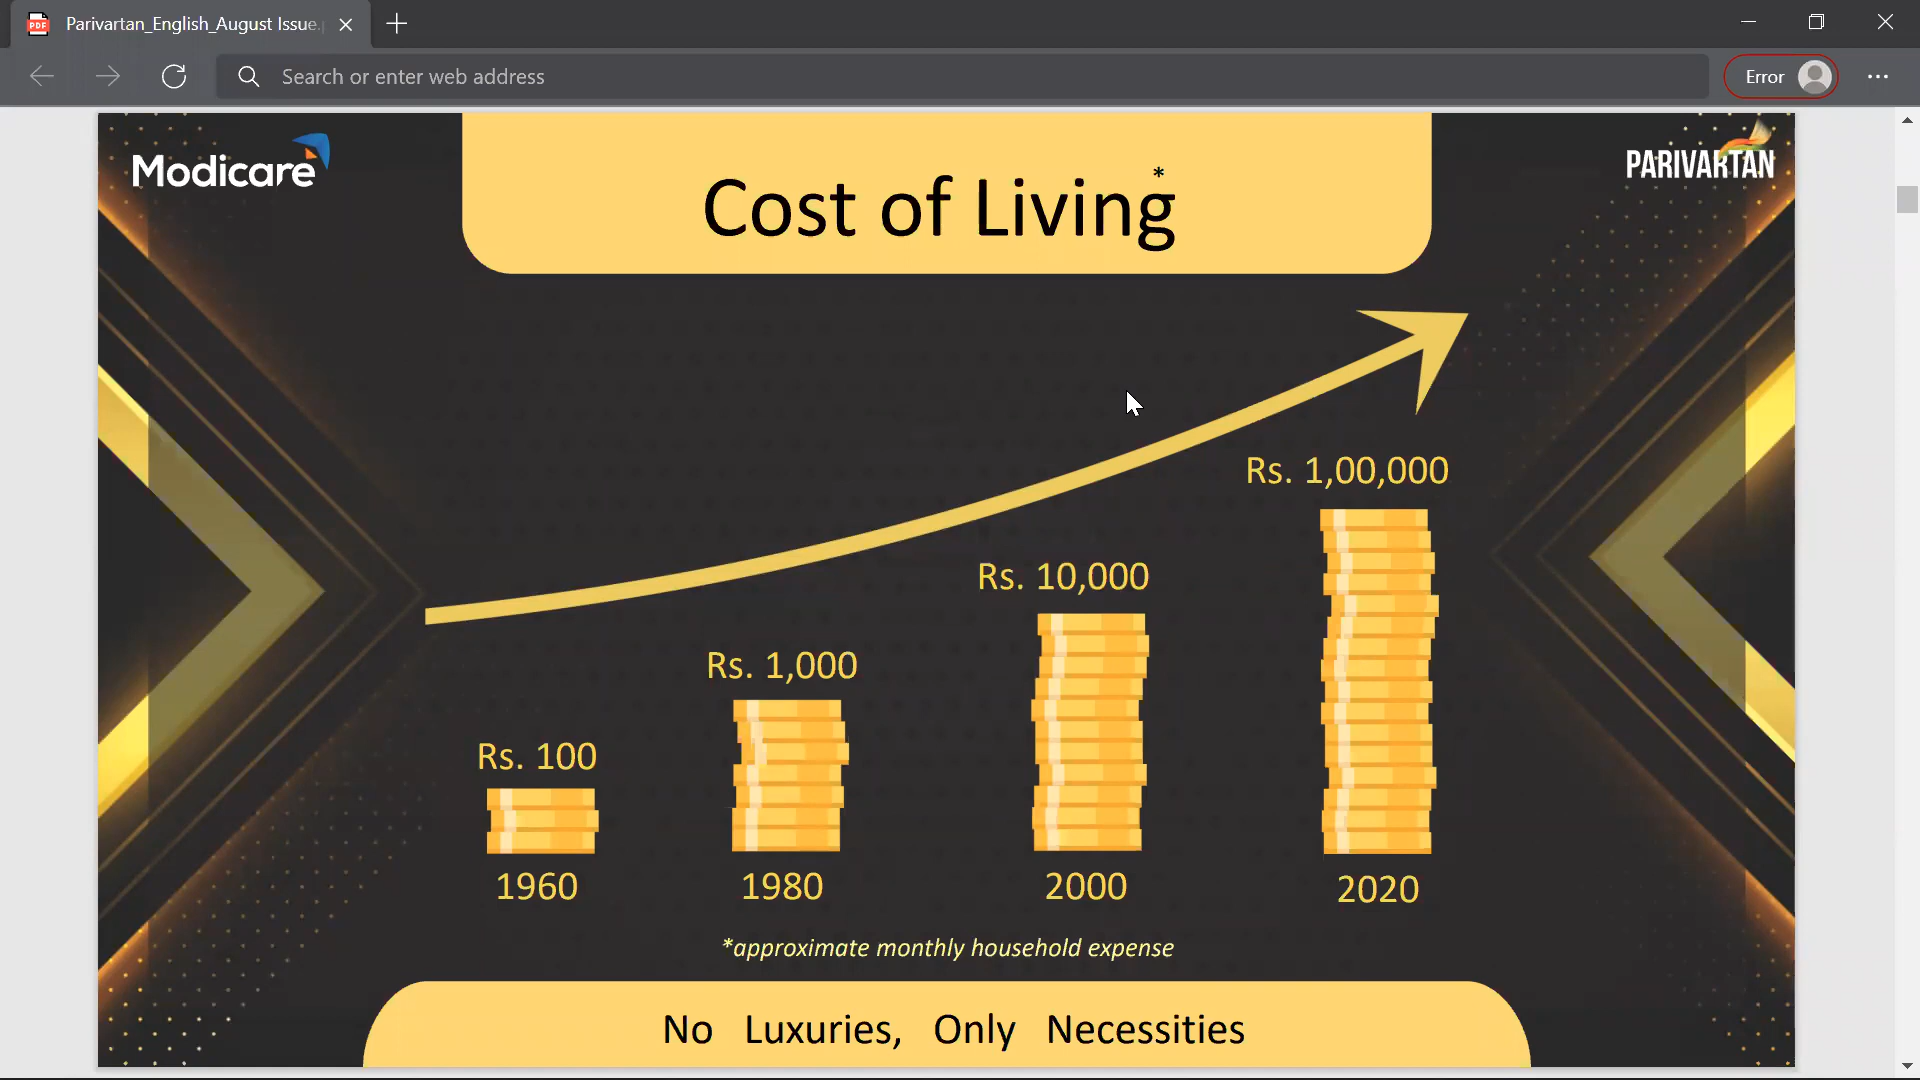 Parivartan_English_August Issue.
Search or enter web address
Error
Modicare
PARIVARTAN
Cost of Living*
Rs. 1,00,000
Rs. 10,000
Rs. 1,000
Rs. 100
1960
1980
2000
2020
*approximate monthly household expense
No Luxuries, Only Necessities